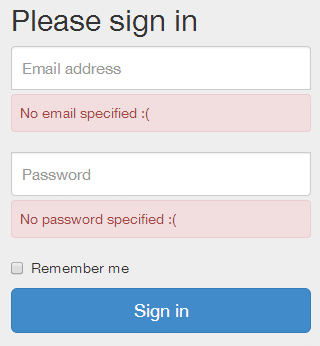 Please sign in
Email address
No email specified :(
Password
No password specified :(
Remember me
Sign in